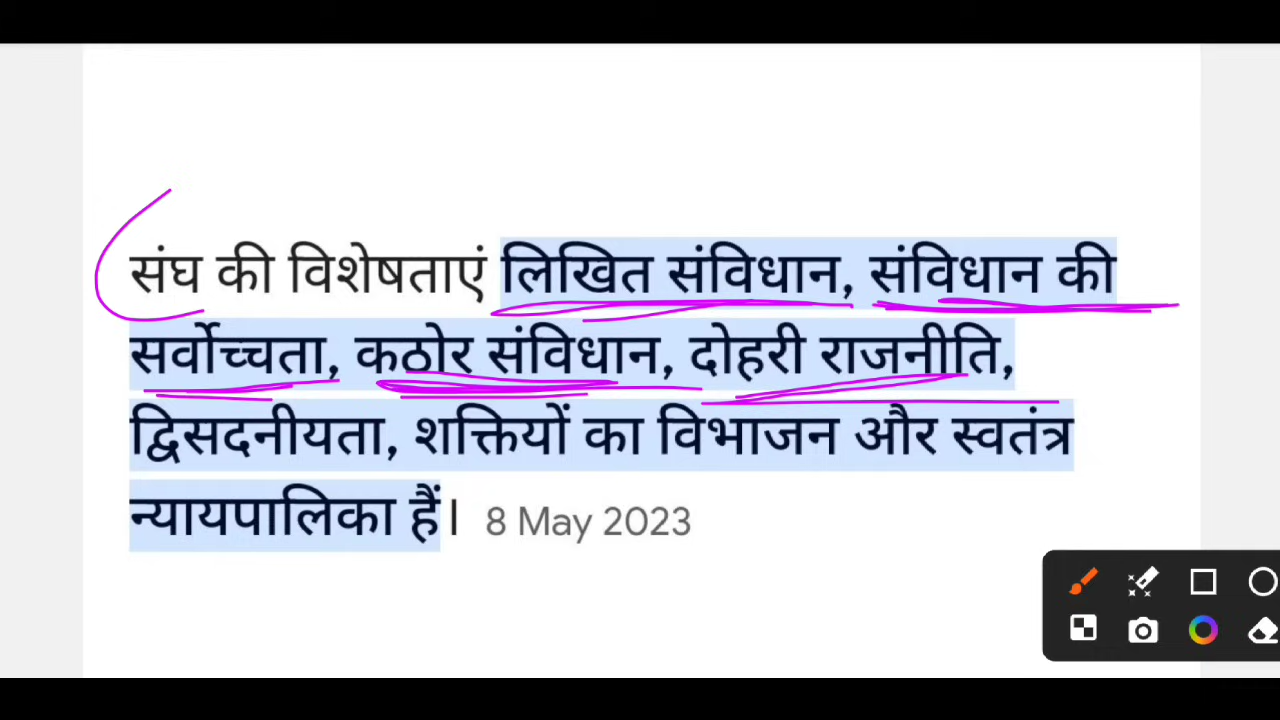 संघ की विशेषताएं लिखित संविधान, संविधान की
सर्वोच्चता, कठोर संविधान, दोहरी राजनीति,
द्विसदनीयता, शक्तियों का विभाजन और स्वतंत्र
न्यायपालिका हैं। 8 May 2023